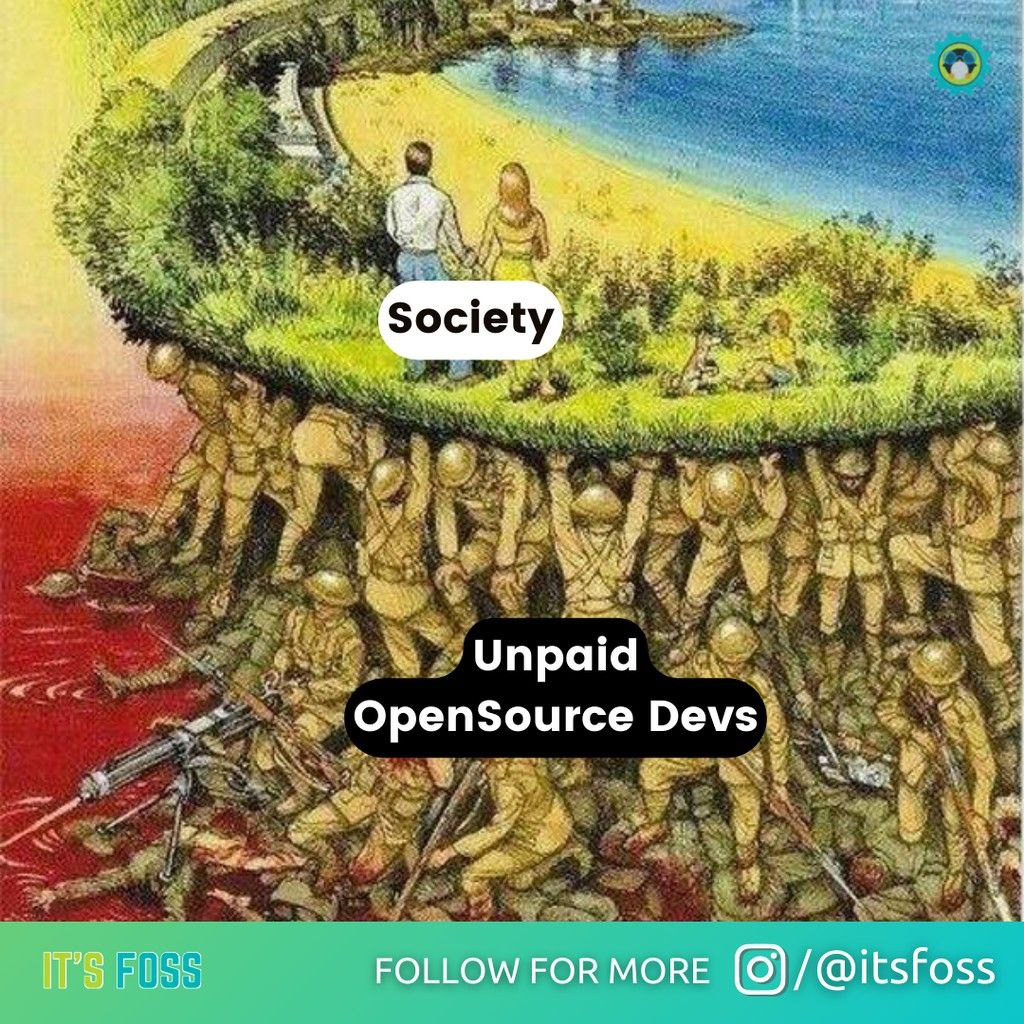 Society
Unpaid
OpenSource Devs
IT'S FOSS
FOLLOW FOR MORE /@itsfoss